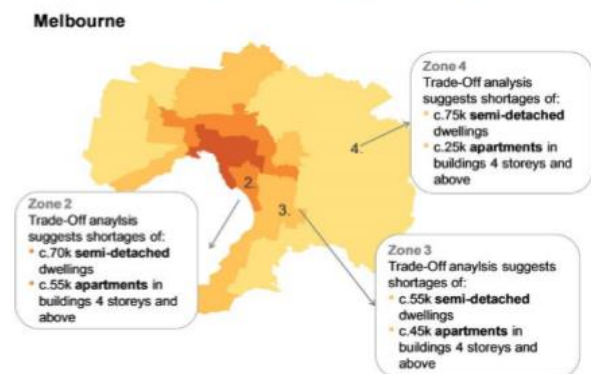 Melbourne
Zone 4
Trade-Off analysis
suggests shortages of:
c.75k semi-detached
dwellings
c.25k apartments in
buildings 4 storeys and
above
4.
2.
3.
Zone 2
Trade-Off anaylsis
suggests shortages of:
c.70k semi-detached
dwellings
c.55k apartments in
buildings 4 storeys and
above
Zone 3
Trade-Off anaylsis suggests
shortages of:
c.55k semi-detached
dwellings
c.45k apartments in
buildings 4 storeys and
above